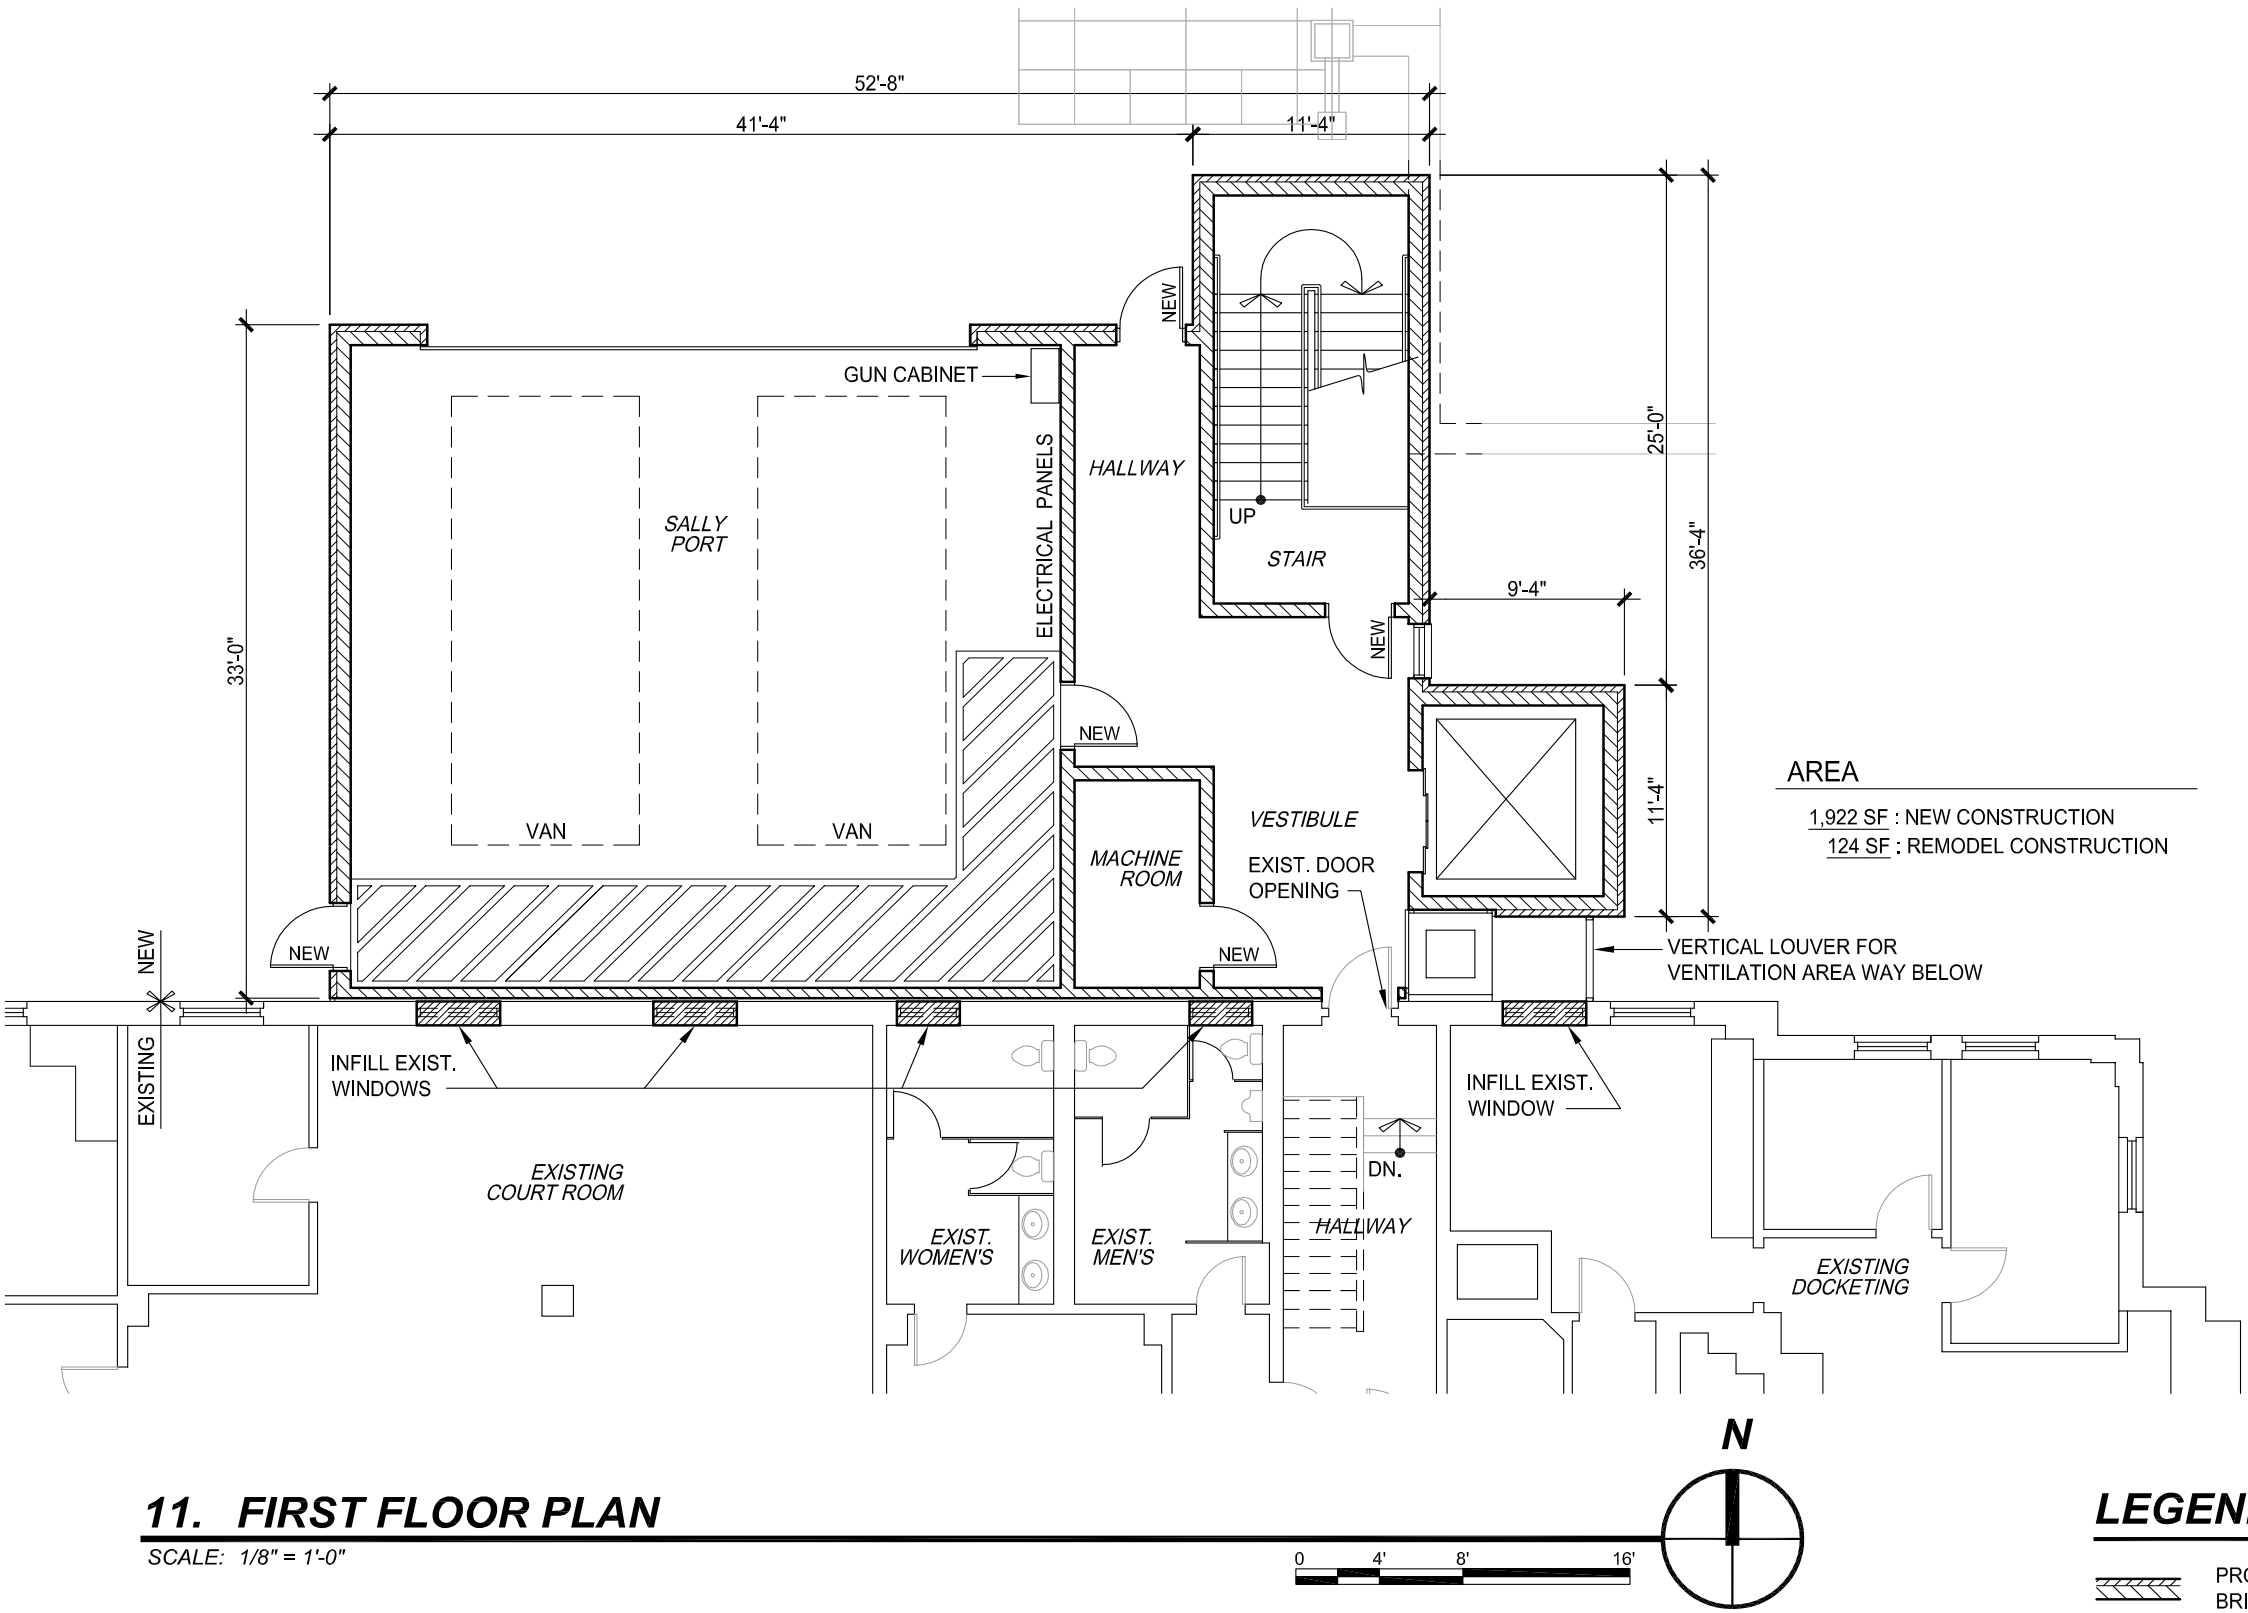 52'-8"
41'-4"
11'-4"
NEW
GUN CABINET
25'-0"
ELECTRICAL PANELS
HALLWAY
SALLY
PORT
UP
36'-4"
STAIR
9'-4"
33'-0"
NEW
NEW
AREA
1,922 SF : NEW CONSTRUCTION
124 SF : REMODEL CONSTRUCTION
11'-4"
VAN
VAN
VESTIBULE
MACHINE
ROOM
EXIST. DOOR
OPENING
NEW
NEW
NEW
VERTICAL LOUVER FOR
VENTILATION AREA WAY BELOW
EXISTING
INFILL EXIST.
WINDOWS
INFILL EXIST.
WINDOW
EXISTING
COURT ROOM
DN.
HALLWAY
EXIST.
WOMEN'S
EXIST.
MEN'S
EXISTING
DOCKETING
N
11. FIRST FLOOR PLAN
SCALE: 1/8" = 1'-0"
0 4' 8' 16'
LEGEN
PRO
BRI